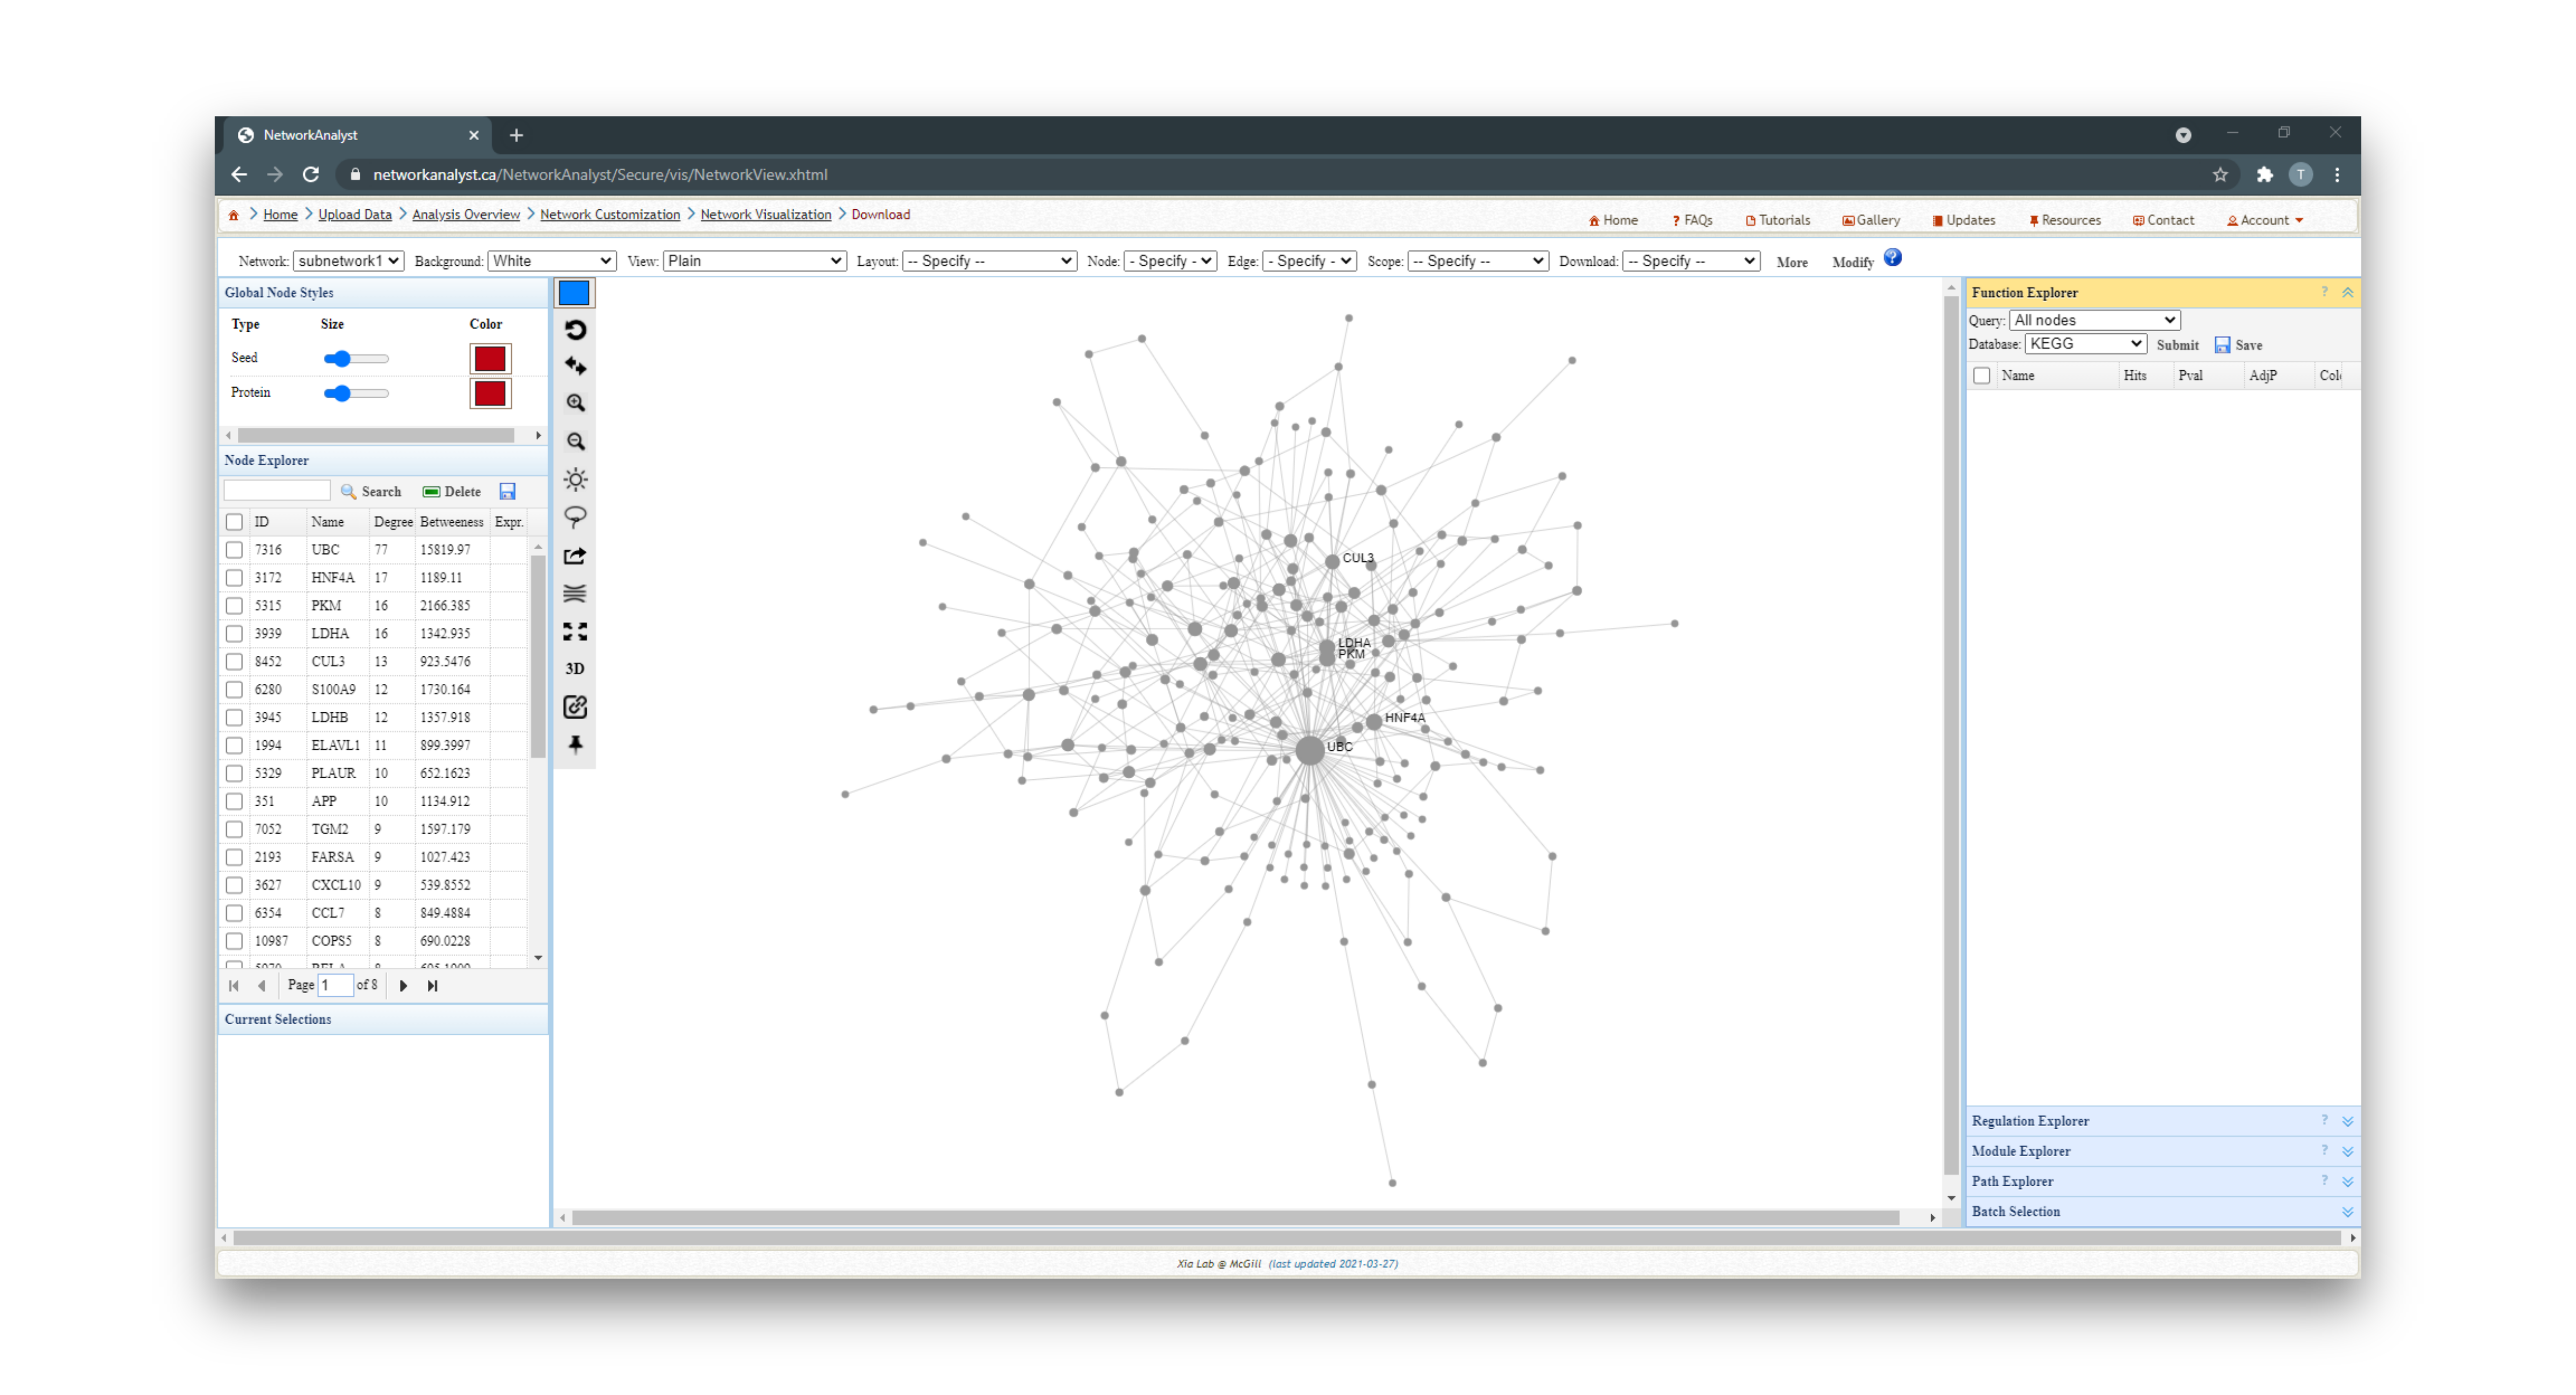 NetworkAnalyst
networkanalyst.ca/NetworkAnalyst/Secure/vis/NetworkView.xhtml
T
Home > Upload Data > Analysis Overview > Network Customization > Network Visualization > Download
Home ? FAQs Tutorials Gallery Updates Resources Contact Account
Network: subnetwork1 Background: White View: Plain Layout: -- Specify -- Node: - Specify - Edge: - Specify - Scope: -- Specify -- Download: -- Specify -- More Modify ?
Global Node Styles
Type Size Color
Seed
Protein
Node Explorer
Search Delete
ID Name Degree Betweeness Expr.
7316 UBC 77 15819.97
3172 HNF4A 17 1189.11
5315 PKM 16 2166.385
3939 LDHA 16 1342.935
8452 CUL3 13 923.5476
6280 S100A9 12 1730.164
3945 LDHB 12 1357.918
1994 ELAVL1 11 899.3997
5329 PLAUR 10 652.1623
351 APP 10 1134.912
7052 TGM2 9 1597.179
2193 FARSA 9 1027.423
3627 CXCL10 9 539.8552
6354 CCL7 8 849.4884
10987 COPS5 8 690.0228
Page 1 of 8
Current Selections
3D
CUL3
LDHA
PKM
HNF4A
UBC
Function Explorer ?
Query: All nodes
Database: KEGG Submit Save
Name Hits Pval AdjP
Regulation Explorer ?
Module Explorer ?
Path Explorer ?
Batch Selection
Xia Lab @ McGill (last updated 2021-03-27)